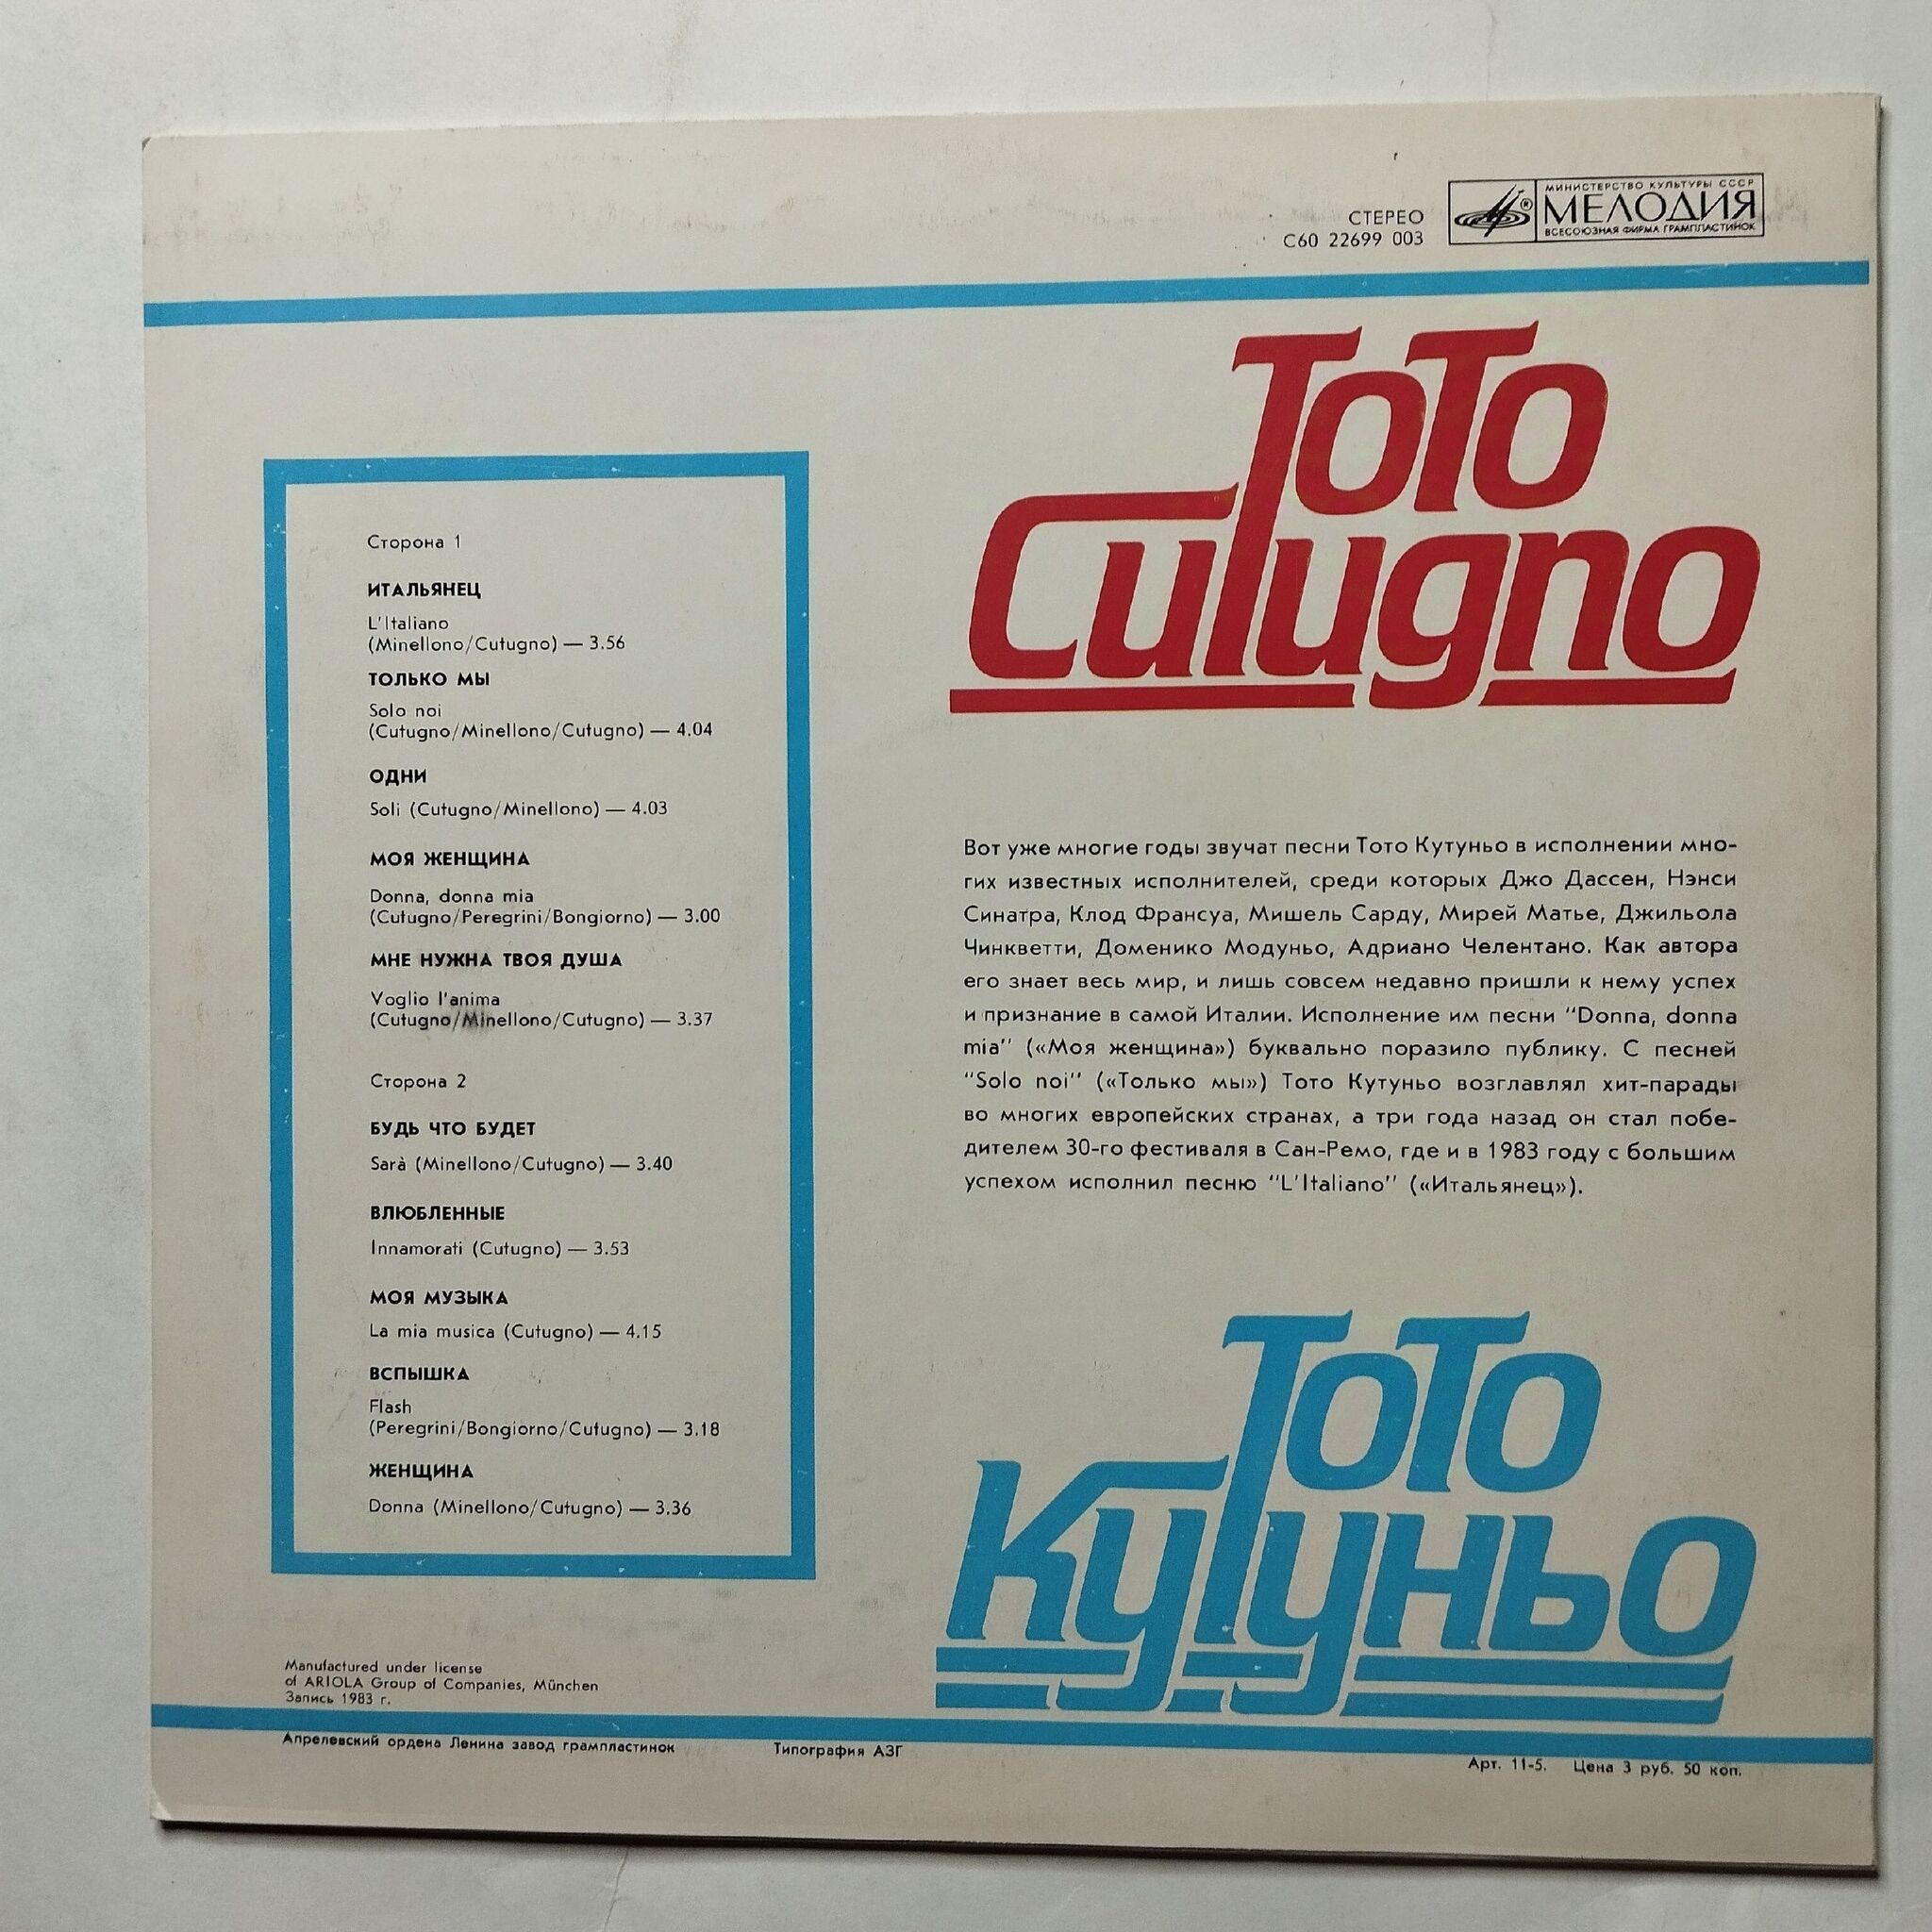 СТЕРЕО
С60 22699 003
МИНИСТЕРСТВО КУЛЬТУРЫ СССР
МЕЛОДИЯ
ВСЕСОЮЗНАЯ ФИРМА ГРАМПЛАСТИНОК
ToTo
Cutugno
Сторона 1
ИТАЛЬЯНЕЦ
L'Italiano
(Minellono/Cutugno) — 3.56
ТОЛЬКО МЫ
Solo noi
(Cutugno/Minellono/Cutugno) — 4.04
ОДНИ
Soli (Cutugno/Minellono) — 4.03
МОЯ ЖЕНЩИНА
Donna, donna mia
(Cutugno/Peregrini/Bongiorno) — 3.00
МНЕ НУЖНА ТВОЯ ДУША
Voglio l'anima
(Cutugno/Minellono/Cutugno) — 3.37
Сторона 2
БУДЬ ЧТО БУДЕТ
Sarà (Minellono/Cutugno) — 3.40
ВЛЮБЛЕННЫЕ
Innamorati (Cutugno) — 3.53
МОЯ МУЗЫКА
La mia musica (Cutugno) — 4.15
ВСПЫШКА
Flash
(Peregrini/Bongiorno/Cutugno) — 3.18
ЖЕНЩИНА
Donna (Minellono/Cutugno) — 3.36
Вот уже многие годы звучат песни Тото Кутуньо в исполнении мно-
гих известных исполнителей, среди которых Джо Дассен, Нэнси
Синатра, Клод Франсуа, Мишель Сарду, Мирей Матье, Джильола
Чинкветти, Доменико Модуньо, Адриано Челентано. Как автора
его знает весь мир, и лишь совсем недавно пришли к нему успех
и признание в самой Италии. Исполнение им песни "Donna, donna
mia" («Моя женщина») буквально поразило публику. С песней
"Solo noi" («Только мы») Тото Кутуньо возглавлял хит-парады
во многих европейских странах, а три года назад он стал побе-
дителем 30-го фестиваля в Сан-Ремо, где и в 1983 году с большим
успехом исполнил песню "L'Italiano" («Итальянец»).
ТоТо
Кутуньо
Manufactured under license
of ARIOLA Group of Companies, München
Запись 1983 г.
Апрелевский ордена Ленина завод грампластинок
Типография АЗГ
Арт. 11-5. Цена 3 руб. 50 коп.